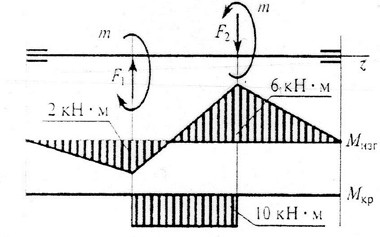 m
m
F₂
F₁
z
2 кН · м
6 кН · м
Mизг
Mкр
10 кН · м